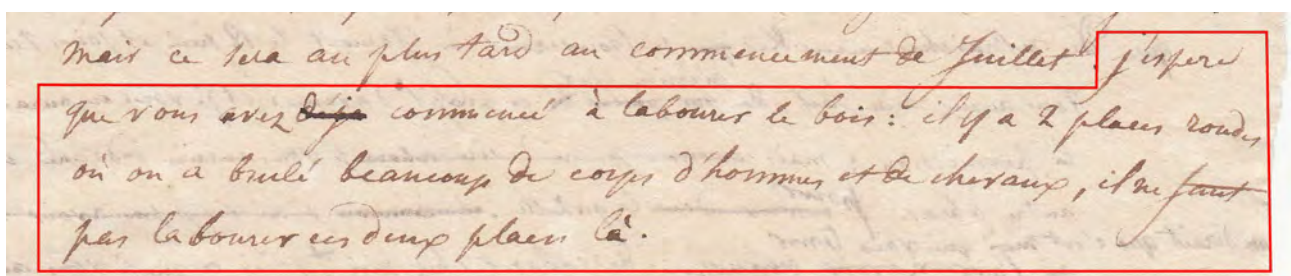 mais ce sera au plus tard au commencement de Juillet. j'espere
que vous avez deja commencé à labourer le bois : il y a 2 places rondes
où on a brulé beaucoup de corps d'hommes et de chevaux, il ne faut
pas labourer ces deux places là.